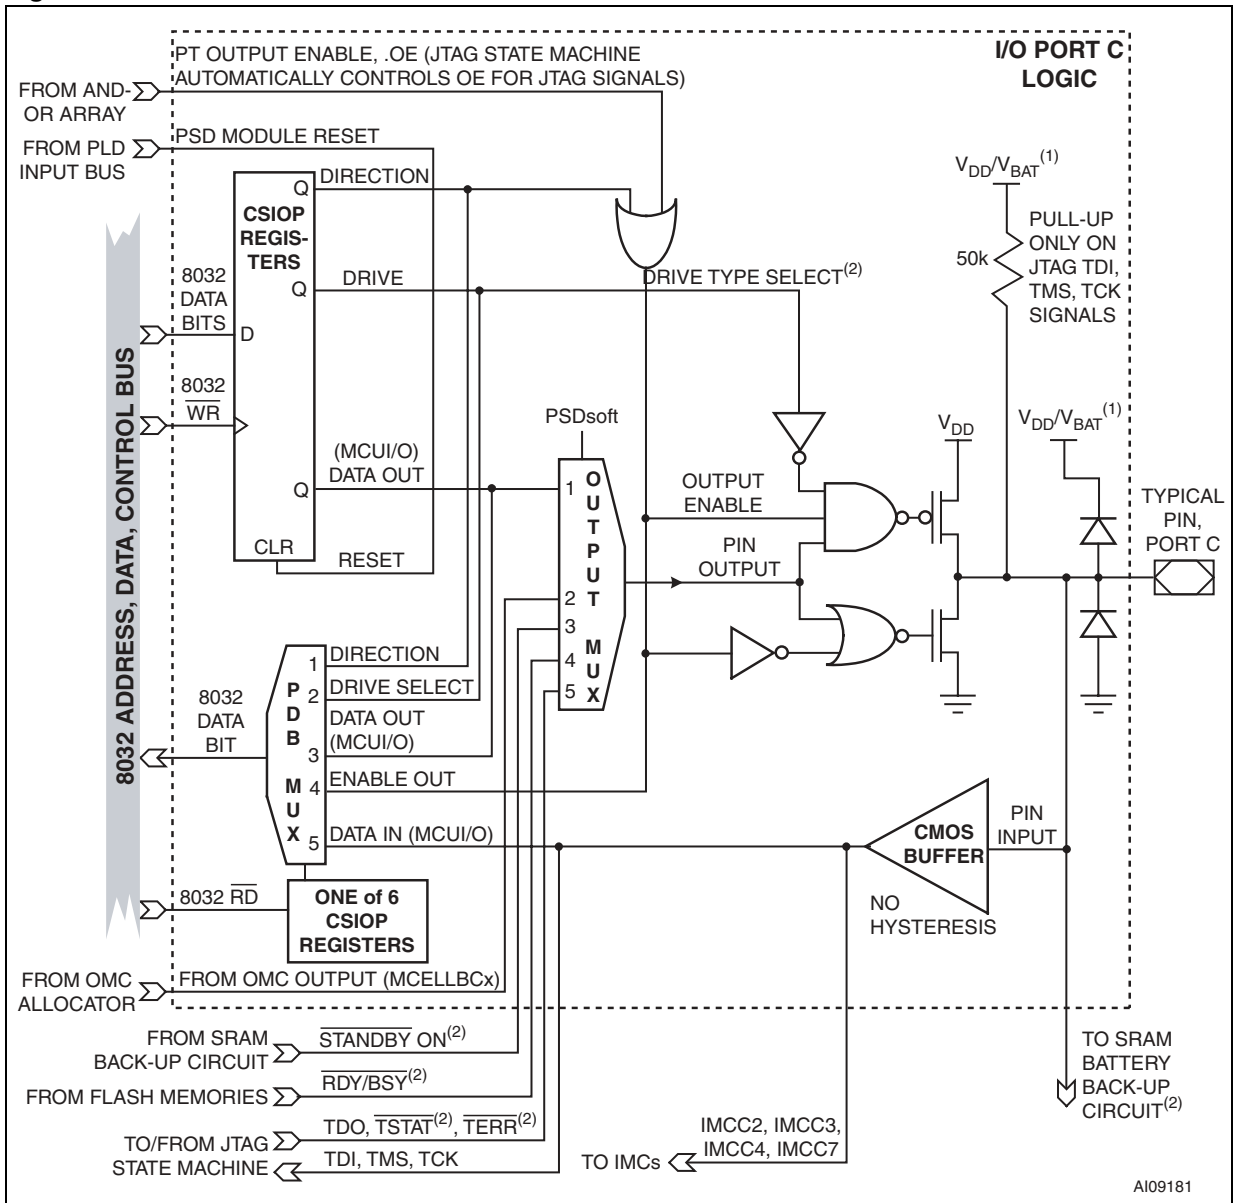 PT OUTPUT ENABLE, .OE (JTAG STATE MACHINE
AUTOMATICALLY CONTROLS OE FOR JTAG SIGNALS)
I/O PORT C
LOGIC
FROM AND-
OR ARRAY
PSD MODULE RESET
FROM PLD
INPUT BUS
DIRECTION
Q
CSIOP
REGIS-
TERS
VDD/VBAT(1)
PULL-UP
ONLY ON
JTAG TDI,
TMS, TCK
SIGNALS
50k
8032
DATA
BITS
D
Q
DRIVE
DRIVE TYPE SELECT(2)
8032 ADDRESS, DATA, CONTROL BUS
8032
WR
(MCUI/O)
DATA OUT
Q
CLR
RESET
PSDsoft
OUTPUT MUX
1
2
3
4
5
OUTPUT
ENABLE
PIN
OUTPUT
VDD
VDD/VBAT(1)
TYPICAL
PIN,
PORT C
8032
DATA
BIT
PDB MUX
1
DIRECTION
2
DRIVE SELECT
DATA OUT
3
(MCUI/O)
4
ENABLE OUT
5
DATA IN (MCUI/O)
CMOS
BUFFER
PIN
INPUT
NO
HYSTERESIS
8032 RD
ONE of 6
CSIOP
REGISTERS
FROM OMC
ALLOCATOR
FROM OMC OUTPUT (MCELLBCx)
FROM SRAM
BACK-UP CIRCUIT
STANDBY ON(2)
FROM FLASH MEMORIES
RDY/BSY(2)
TO/FROM JTAG
STATE MACHINE
TDO, TSTAT(2), TERR(2)
TDI, TMS, TCK
TO IMCs
IMCC2, IMCC3,
IMCC4, IMCC7
TO SRAM
BATTERY
BACK-UP
CIRCUIT(2)
AI09181